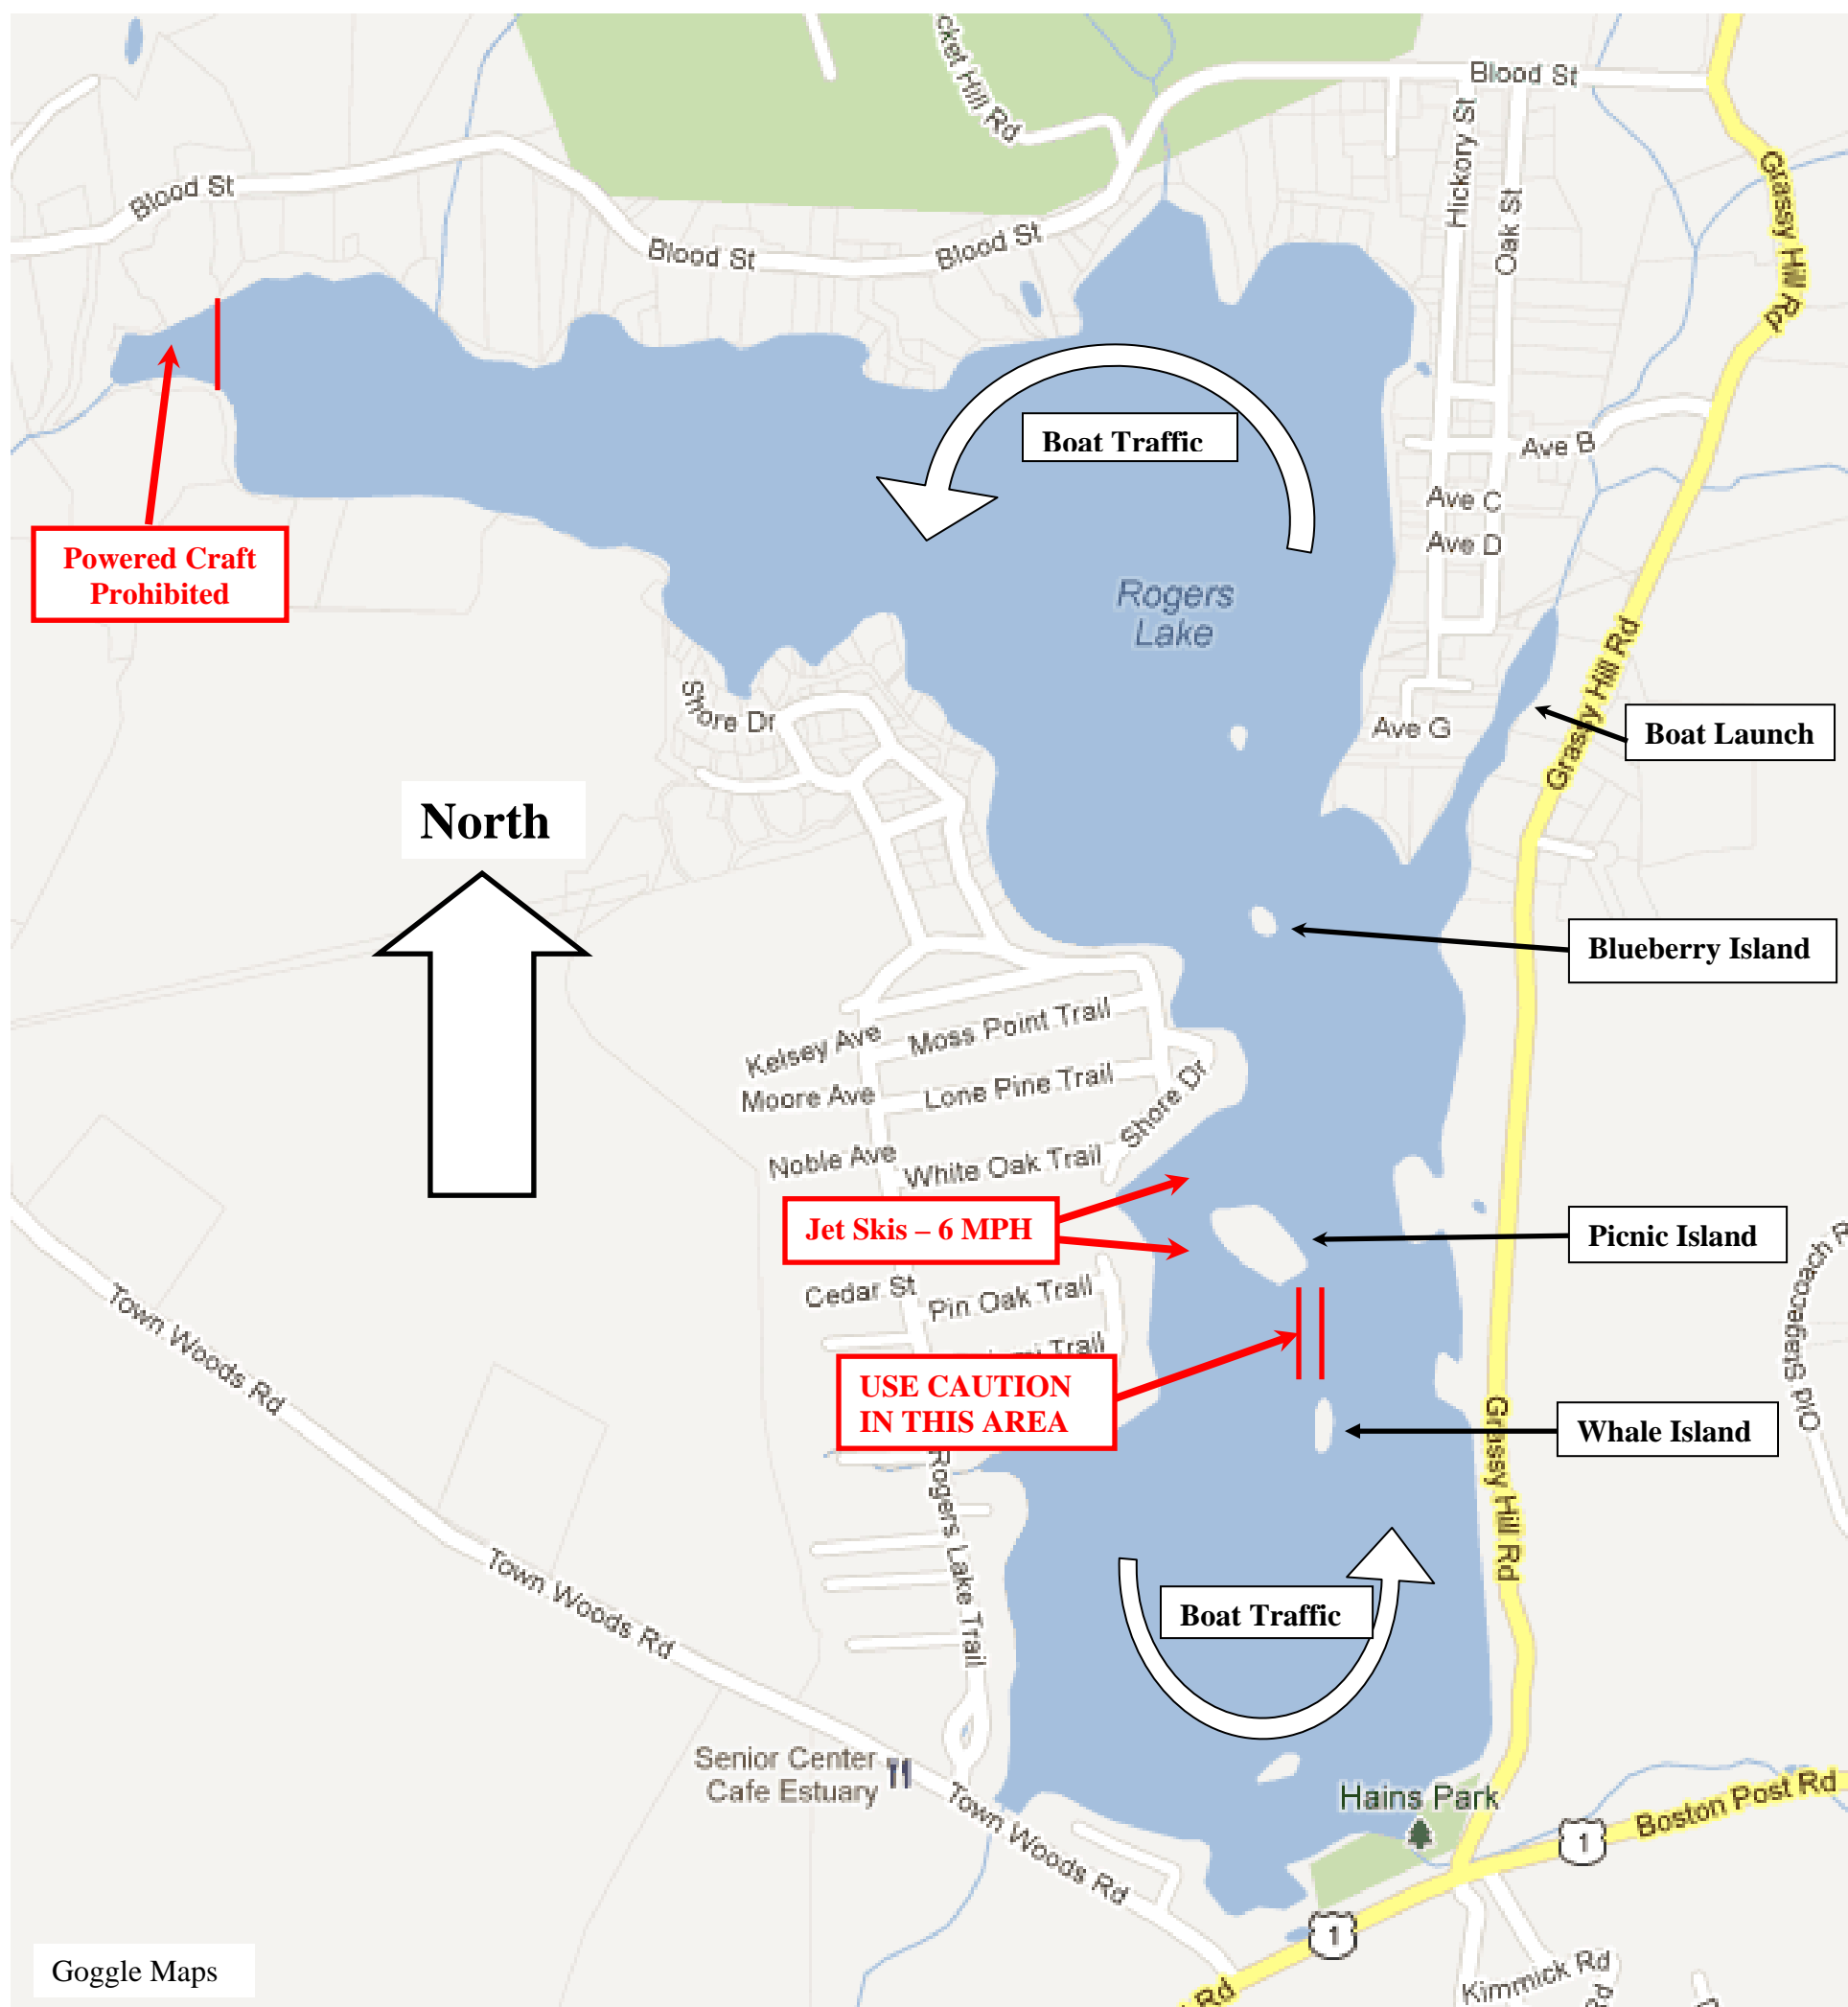 cket Hill Rd
Blood St
Hickory St
Oak St
Grassy Hill Rd
Blood St
Blood St
Blood St
Boat Traffic
Ave B
Ave C
Ave D
Powered Craft
Prohibited
Rogers
Lake
Grassy Hill Rd
Shore Dr
Ave G
Boat Launch
North
Blueberry Island
Kelsey Ave
Moss Point Trail
Moore Ave
Lone Pine Trail
Shore Dr
Noble Ave
White Oak Trail
Jet Skis – 6 MPH
Picnic Island
Old Stagecoach R
Cedar St
Pin Oak Trail
Trail
Town Woods Rd
USE CAUTION
IN THIS AREA
Whale Island
Grassy Hill Rd
Rogers Lake Trail
Town Woods Rd
Boat Traffic
Senior Center
Cafe Estuary
Hains Park
Town Woods Rd
Boston Post Rd
1
1
Goggle Maps
Kimmick Rd
Rd
Rd